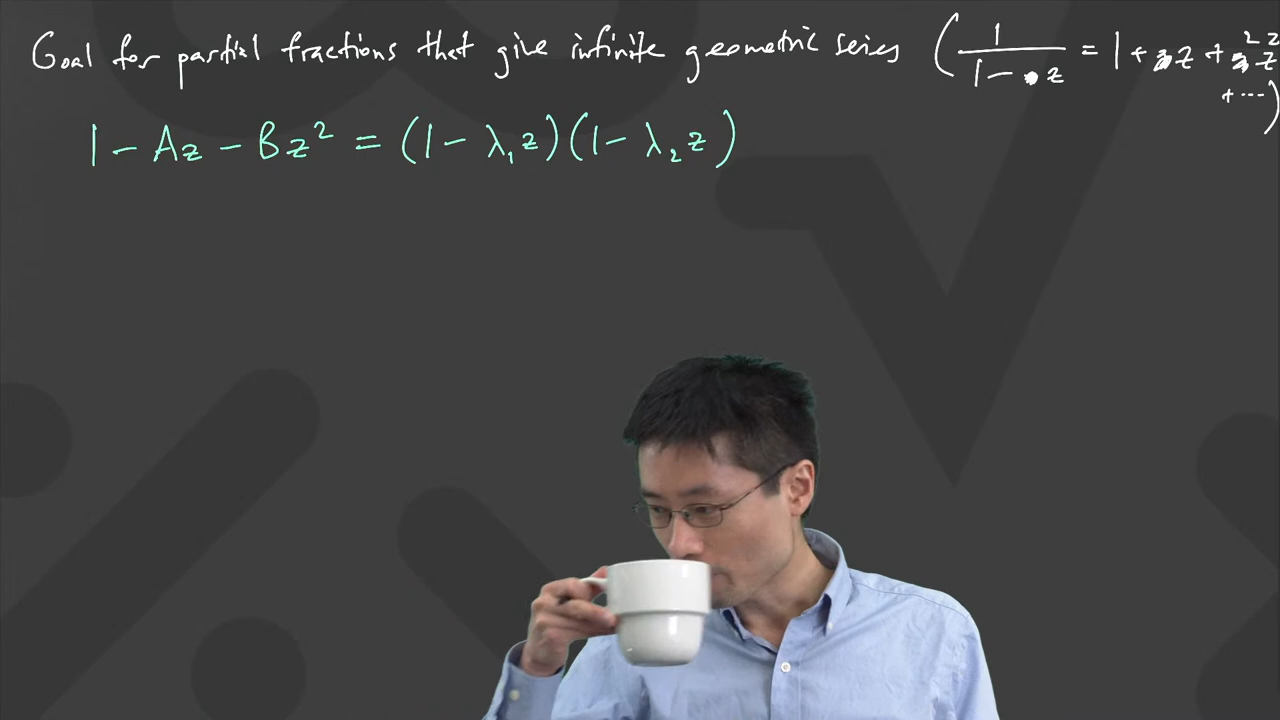 Goal for partial fractions that give infinite geometric series ( 1/(1 - z) = 1 + z + z²
+ ... )
1 - Az - Bz² = (1 - λ₁z)(1 - λ₂z)